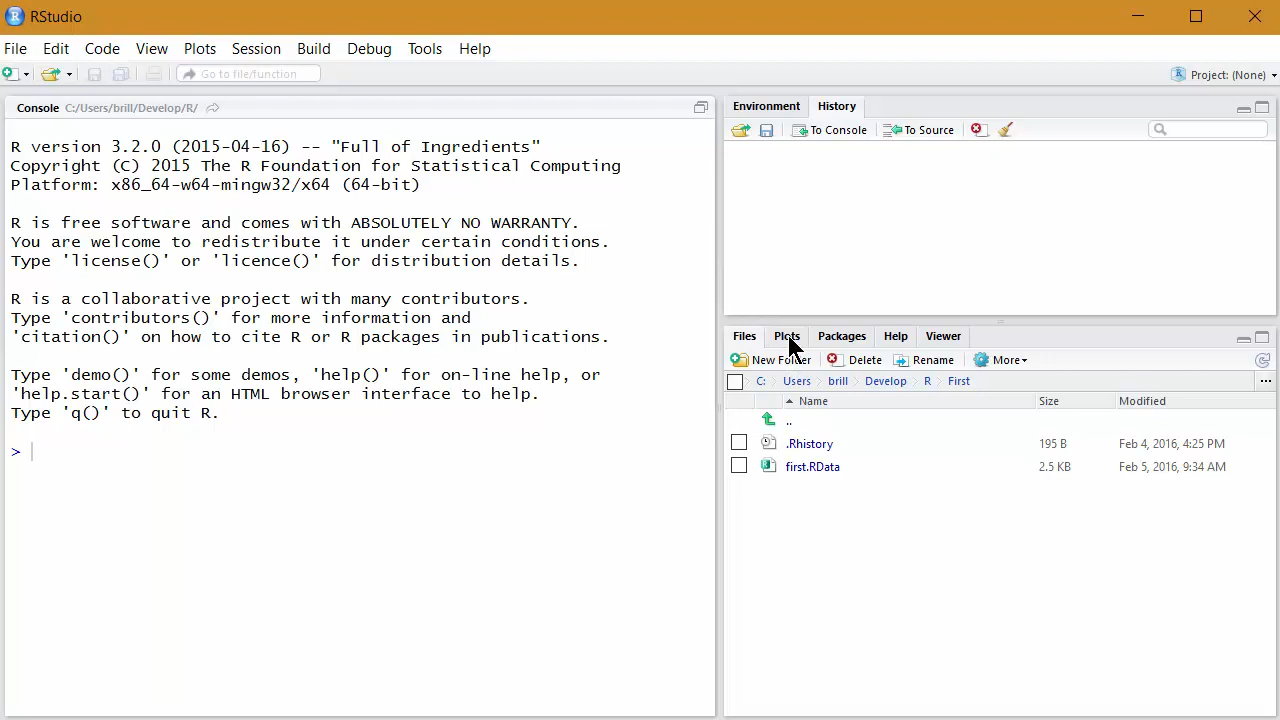 RStudio
File Edit Code View Plots Session Build Debug Tools Help
Go to file/function
Project: (None)
Console C:/Users/brill/Develop/R/
R version 3.2.0 (2015-04-16) -- "Full of Ingredients"
Copyright (C) 2015 The R Foundation for Statistical Computing
Platform: x86_64-w64-mingw32/x64 (64-bit)
R is free software and comes with ABSOLUTELY NO WARRANTY.
You are welcome to redistribute it under certain conditions.
Type 'license()' or 'licence()' for distribution details.
R is a collaborative project with many contributors.
Type 'contributors()' for more information and
'citation()' on how to cite R or R packages in publications.
Type 'demo()' for some demos, 'help()' for on-line help, or
'help.start()' for an HTML browser interface to help.
Type 'q()' to quit R.
>
Environment History
To Console To Source
Files Plots Packages Help Viewer
New Folder Delete Rename More
C: Users brill Develop R First ...
Name Size Modified
..
.Rhistory 195 B Feb 4, 2016, 4:25 PM
first.RData 2.5 KB Feb 5, 2016, 9:34 AM